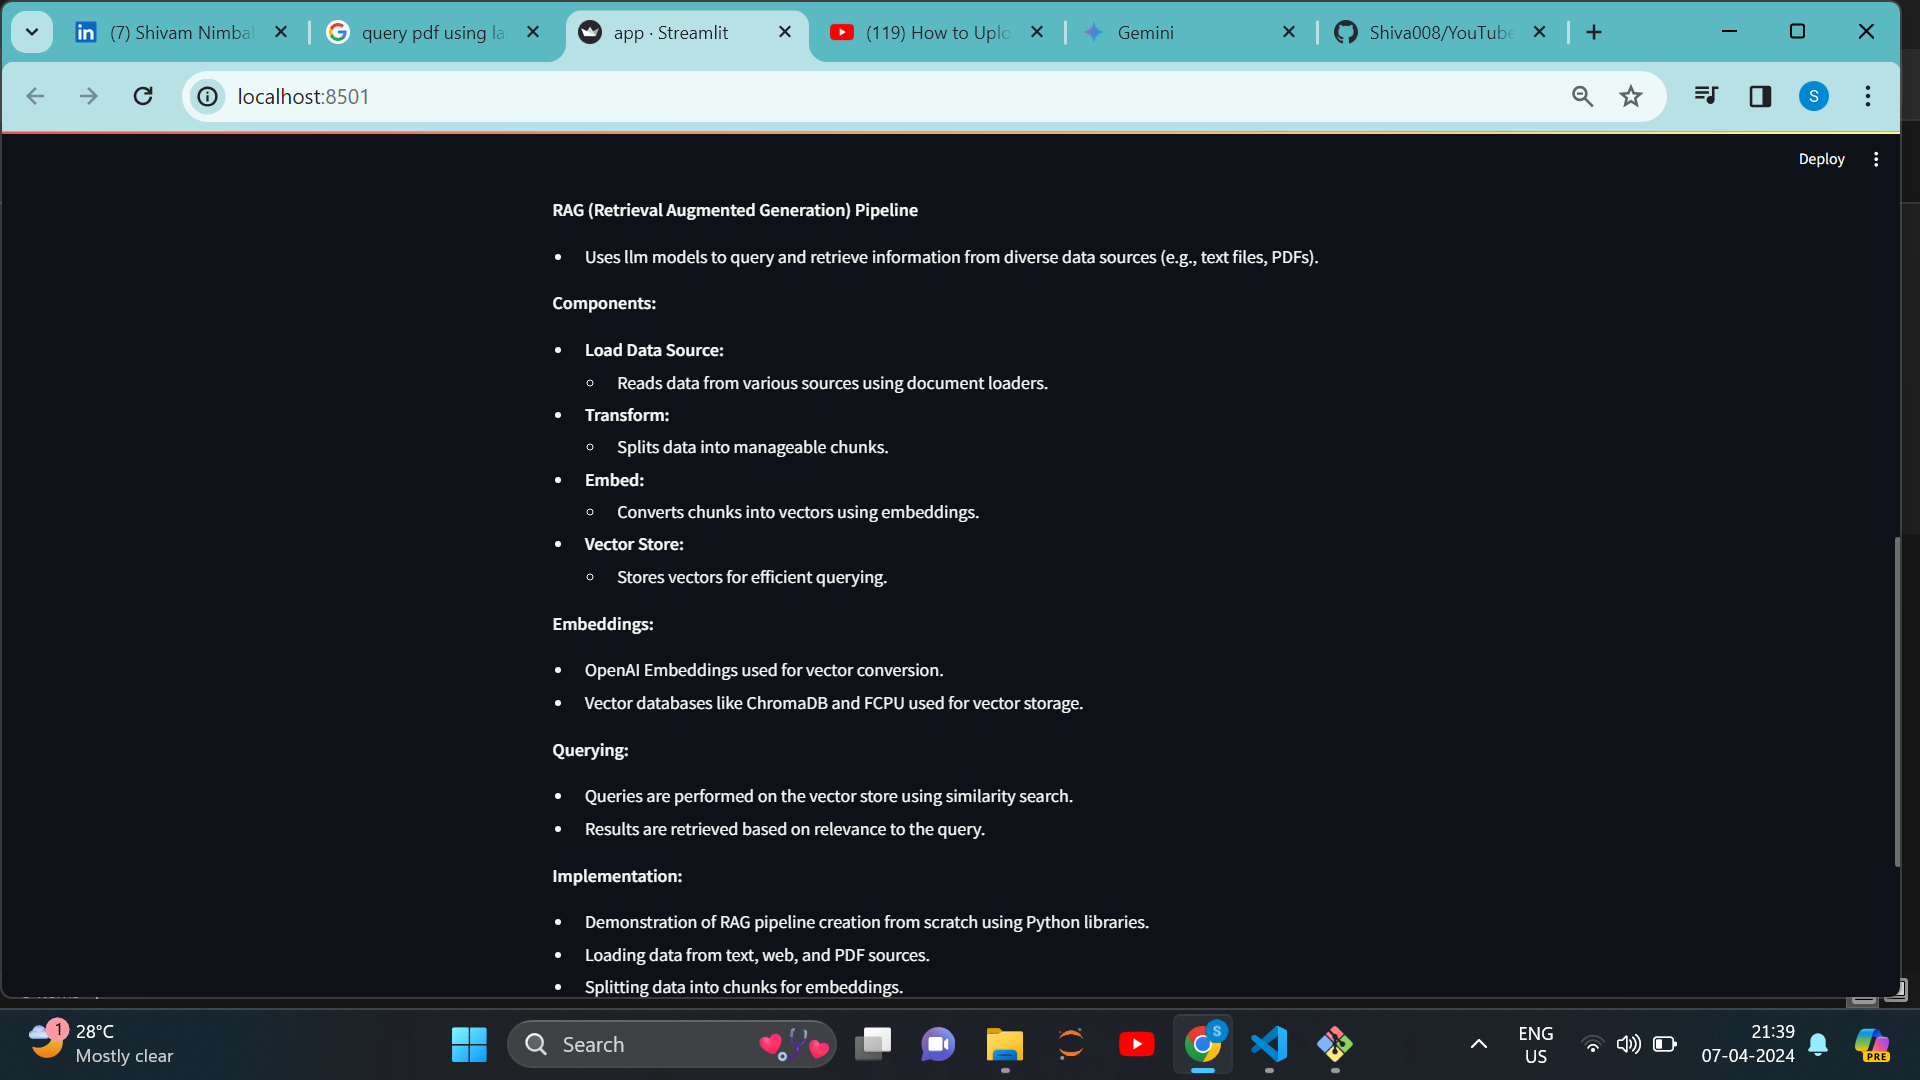 (7) Shivam Nimbal
query pdf using la
app · Streamlit
(119) How to Uplo
Gemini
Shiva008/YouTube
localhost:8501
S
Deploy
RAG (Retrieval Augmented Generation) Pipeline
• Uses llm models to query and retrieve information from diverse data sources (e.g., text files, PDFs).
Components:
• Load Data Source:
◦ Reads data from various sources using document loaders.
• Transform:
◦ Splits data into manageable chunks.
• Embed:
◦ Converts chunks into vectors using embeddings.
• Vector Store:
◦ Stores vectors for efficient querying.
Embeddings:
• OpenAI Embeddings used for vector conversion.
• Vector databases like ChromaDB and FCPU used for vector storage.
Querying:
• Queries are performed on the vector store using similarity search.
• Results are retrieved based on relevance to the query.
Implementation:
• Demonstration of RAG pipeline creation from scratch using Python libraries.
• Loading data from text, web, and PDF sources.
• Splitting data into chunks for embeddings.
1
28°C
Mostly clear
Search
S
ENG
US
21:39
07-04-2024
PRE